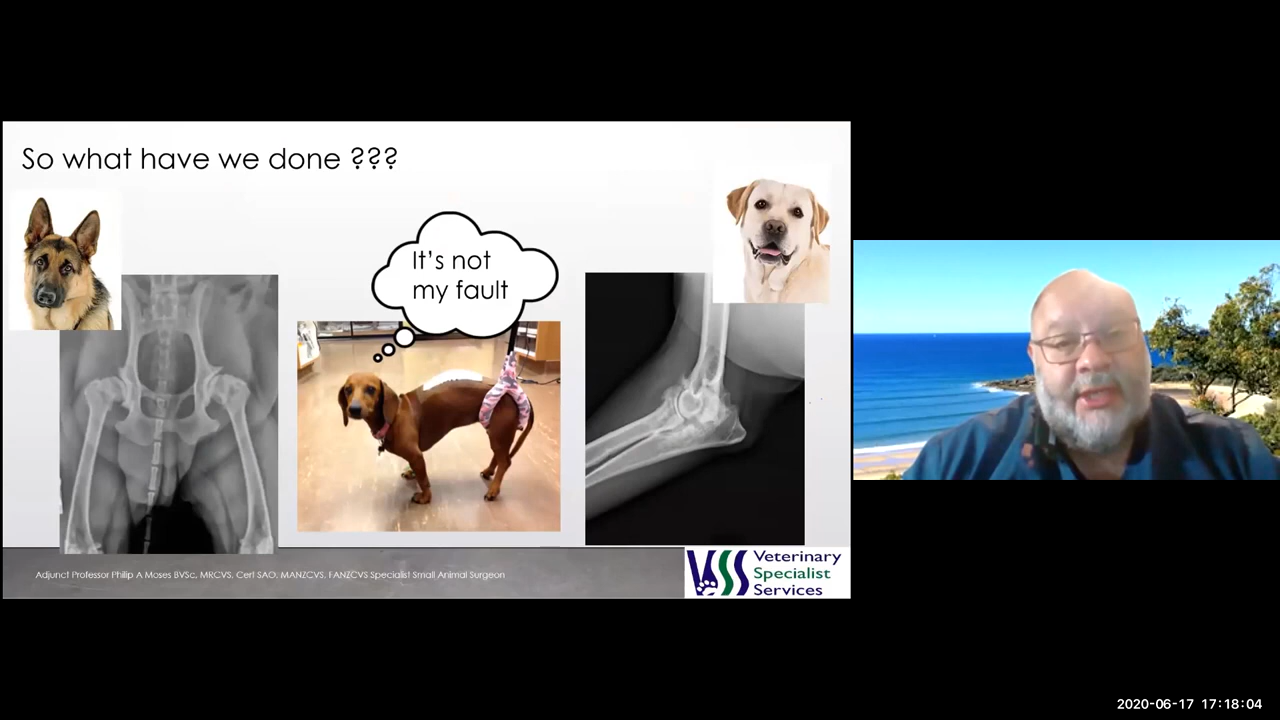 So what have we done ???
It's not
my fault
Adjunct Professor Philip A Moses BVSc, MRCVS, Cert SAO, MANZCVS, FANZCVS Specialist Small Animal Surgeon
VSS
Veterinary
Specialist
Services
2020-06-17 17:18:04